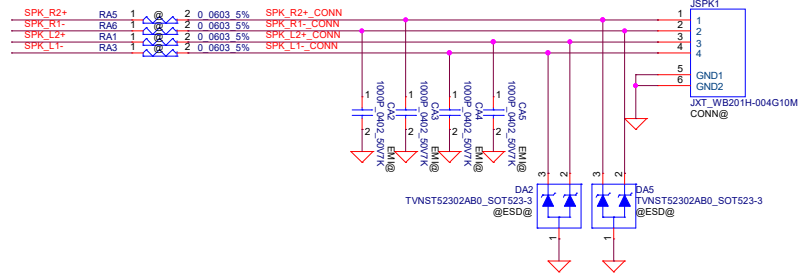 JSPK1
SPK_R2+ RA5 1 @ 2 0_0603_5% SPK_R2+_CONN 1 1
SPK_R1- RA6 1 @ 2 0_0603_5% SPK_R1-_CONN 2 2
SPK_L2+ RA1 1 @ 2 0_0603_5% SPK_L2+_CONN 3 3
SPK_L1- RA3 1 @ 2 0_0603_5% SPK_L1-_CONN 4 4
5 GND1
6 GND2
JXT_WB201H-004G10M
CONN@
1 2 1000P_0402_50V7K CA2 EMI@
1 2 1000P_0402_50V7K CA3 EMI@
1 2 1000P_0402_50V7K CA4 EMI@
1 2 1000P_0402_50V7K CA5 EMI@
3 2 3 2
DA2 DA5
TVNST52302AB0_SOT523-3 TVNST52302AB0_SOT523-3
@ESD@ @ESD@
1 1